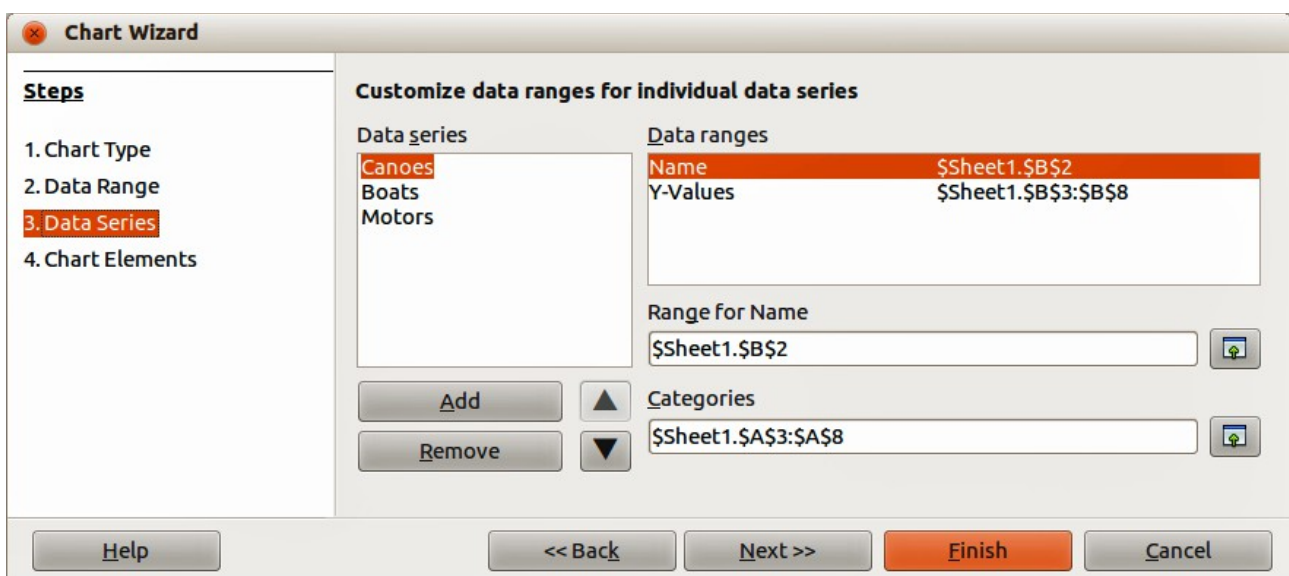 Chart Wizard
Steps
1. Chart Type
2. Data Range
3. Data Series
4. Chart Elements
Customize data ranges for individual data series
Data series
Canoes
Boats
Motors
Add
Remove
Data ranges
Name $Sheet1.$B$2
Y-Values $Sheet1.$B$3:$B$8
Range for Name
$Sheet1.$B$2
Categories
$Sheet1.$A$3:$A$8
Help << Back Next >> Finish Cancel